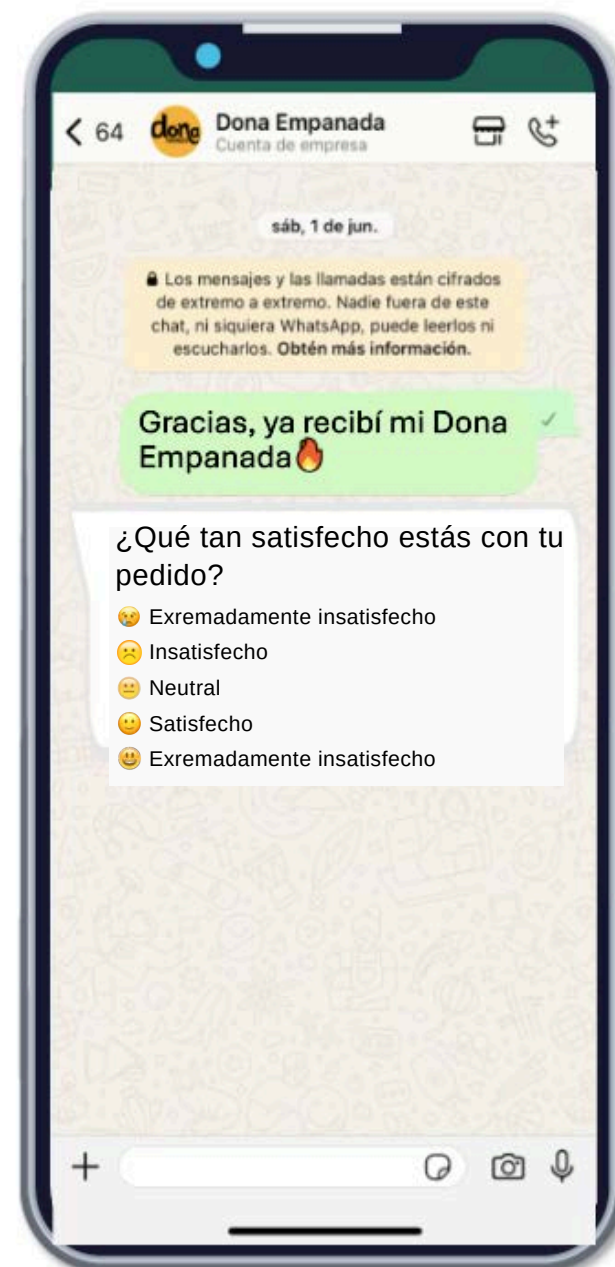 64
dona
Dona Empanada
Cuenta de empresa
sáb, 1 de jun.
Los mensajes y las llamadas están cifrados
de extremo a extremo. Nadie fuera de este
chat, ni siquiera WhatsApp, puede leerlos ni
escucharlos. Obtén más información.
Gracias, ya recibí mi Dona
Empanada🔥
¿Qué tan satisfecho estás con tu
pedido?
😢 Exremadamente insatisfecho
☹️ Insatisfecho
😐 Neutral
🙂 Satisfecho
😃 Exremadamente insatisfecho